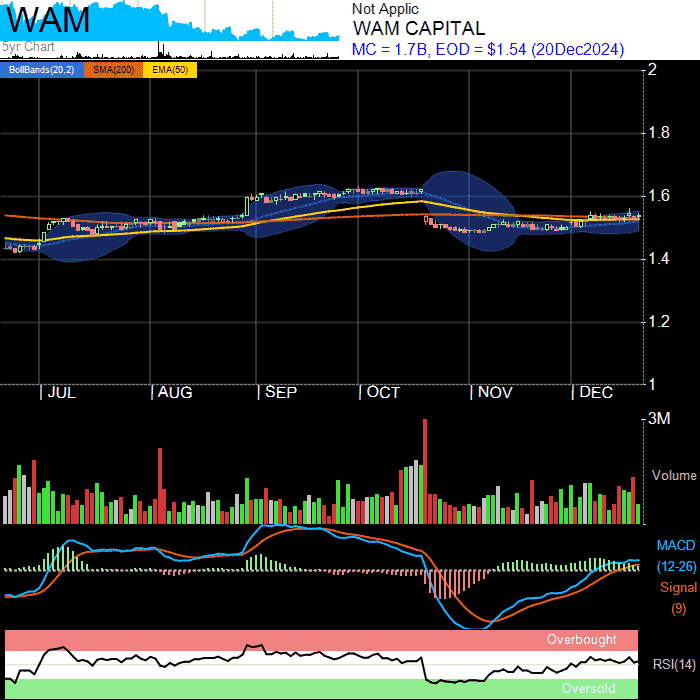 WAM
5yr Chart
Not Applic
WAM CAPITAL
MC = 1.7B, EOD = $1.54 (20Dec2024)
BollBands(20,2) SMA(200) EMA(50)
2
1.8
1.6
1.4
1.2
1
JUL AUG SEP OCT NOV DEC
3M
Volume
MACD
(12-26)
Signal
(9)
Overbought
RSI(14)
Oversold